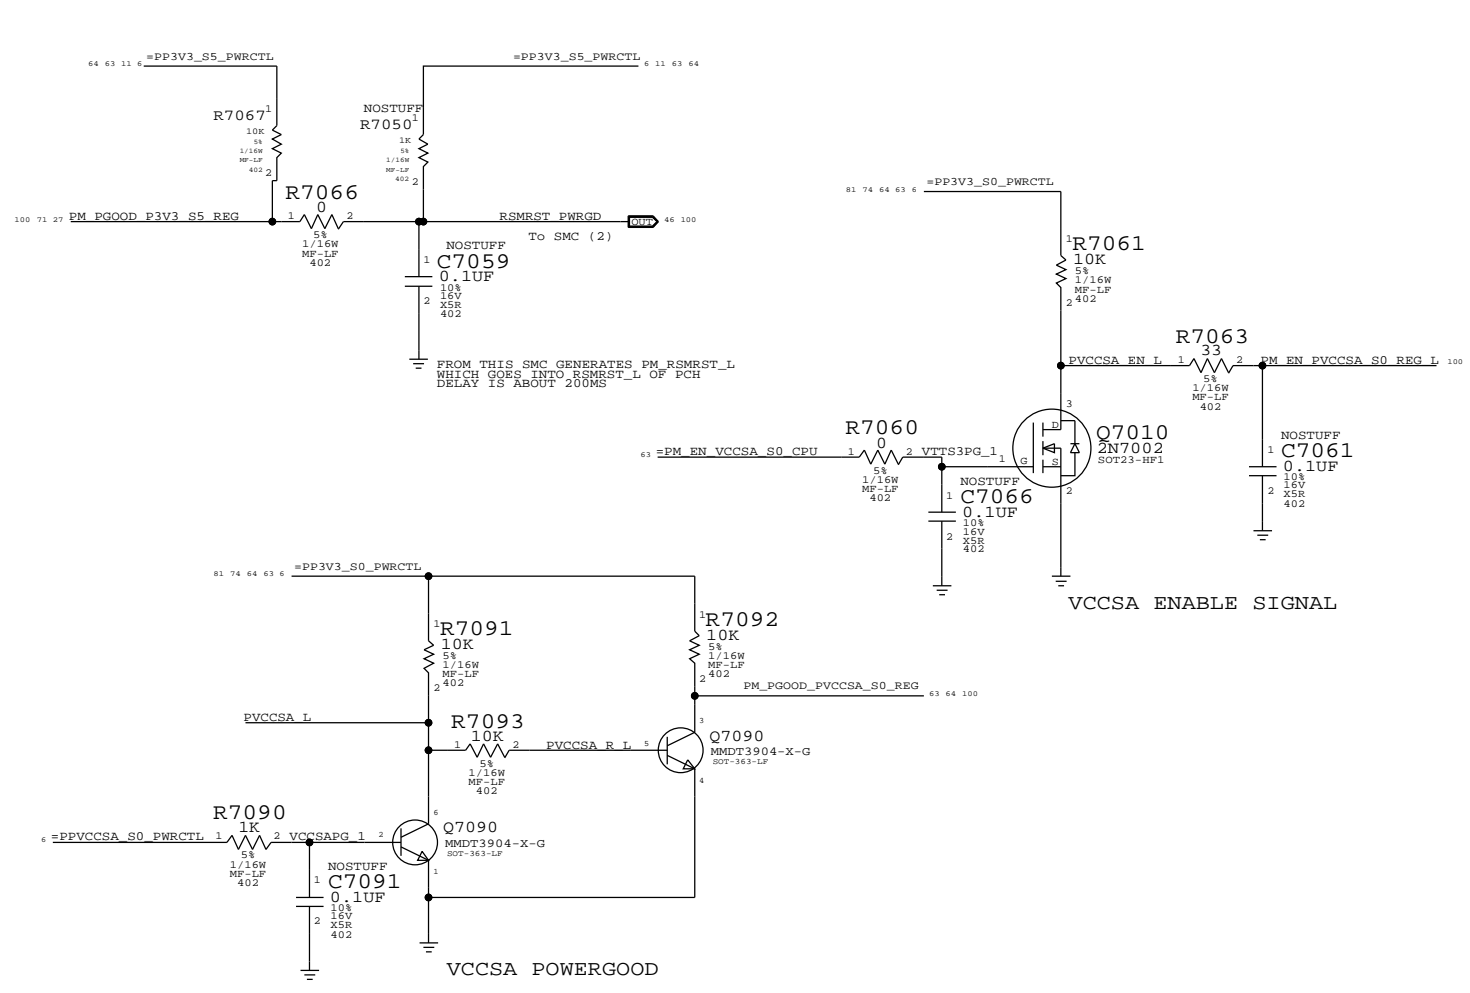 =PP3V3_S5_PWRCTL
64 63 11 6
=PP3V3_S5_PWRCTL
6 11 63 64
R7067
1
10K
5%
1/16W
MF-LF
402
2
NOSTUFF
R7050
1
1K
5%
1/16W
MF-LF
402
2
100 71 27
PM_PGOOD_P3V3_S5_REG
R7066
0
1
2
5%
1/16W
MF-LF
402
RSMRST_PWRGD
OUT
46 100
To SMC (2)
NOSTUFF
C7059
1
0.1UF
10%
16V
X5R
402
2
FROM THIS SMC GENERATES PM_RSMRST_L
WHICH GOES INTO RSMRST_L OF PCH
DELAY IS ABOUT 200MS
81 74 64 63 6
=PP3V3_S0_PWRCTL
1
R7061
10K
5%
1/16W
MF-LF
402
2
PVCCSA_EN_L
R7063
33
1
2
5%
1/16W
MF-LF
402
PM_EN_PVCCSA_S0_REG_L
100
63
=PM_EN_VCCSA_S0_CPU
R7060
0
1
2
5%
1/16W
MF-LF
402
VTTS3PG_1
1
G
D
S
3
2
Q7010
2N7002
SOT23-HF1
NOSTUFF
C7066
1
0.1UF
10%
16V
X5R
402
2
NOSTUFF
C7061
1
0.1UF
10%
16V
X5R
402
2
VCCSA ENABLE SIGNAL
81 74 64 63 6
=PP3V3_S0_PWRCTL
1
R7091
10K
5%
1/16W
MF-LF
402
2
1
R7092
10K
5%
1/16W
MF-LF
402
2
PM_PGOOD_PVCCSA_S0_REG
63 64 100
PVCCSA_L
R7093
10K
1
2
5%
1/16W
MF-LF
402
PVCCSA_R_L
5
3
4
Q7090
MMDT3904-X-G
SOT-363-LF
6
=PPVCCSA_S0_PWRCTL
R7090
1K
1
2
5%
1/16W
MF-LF
402
VCCSAPG_1
2
6
1
Q7090
MMDT3904-X-G
SOT-363-LF
NOSTUFF
C7091
1
0.1UF
10%
16V
X5R
402
2
VCCSA POWERGOOD